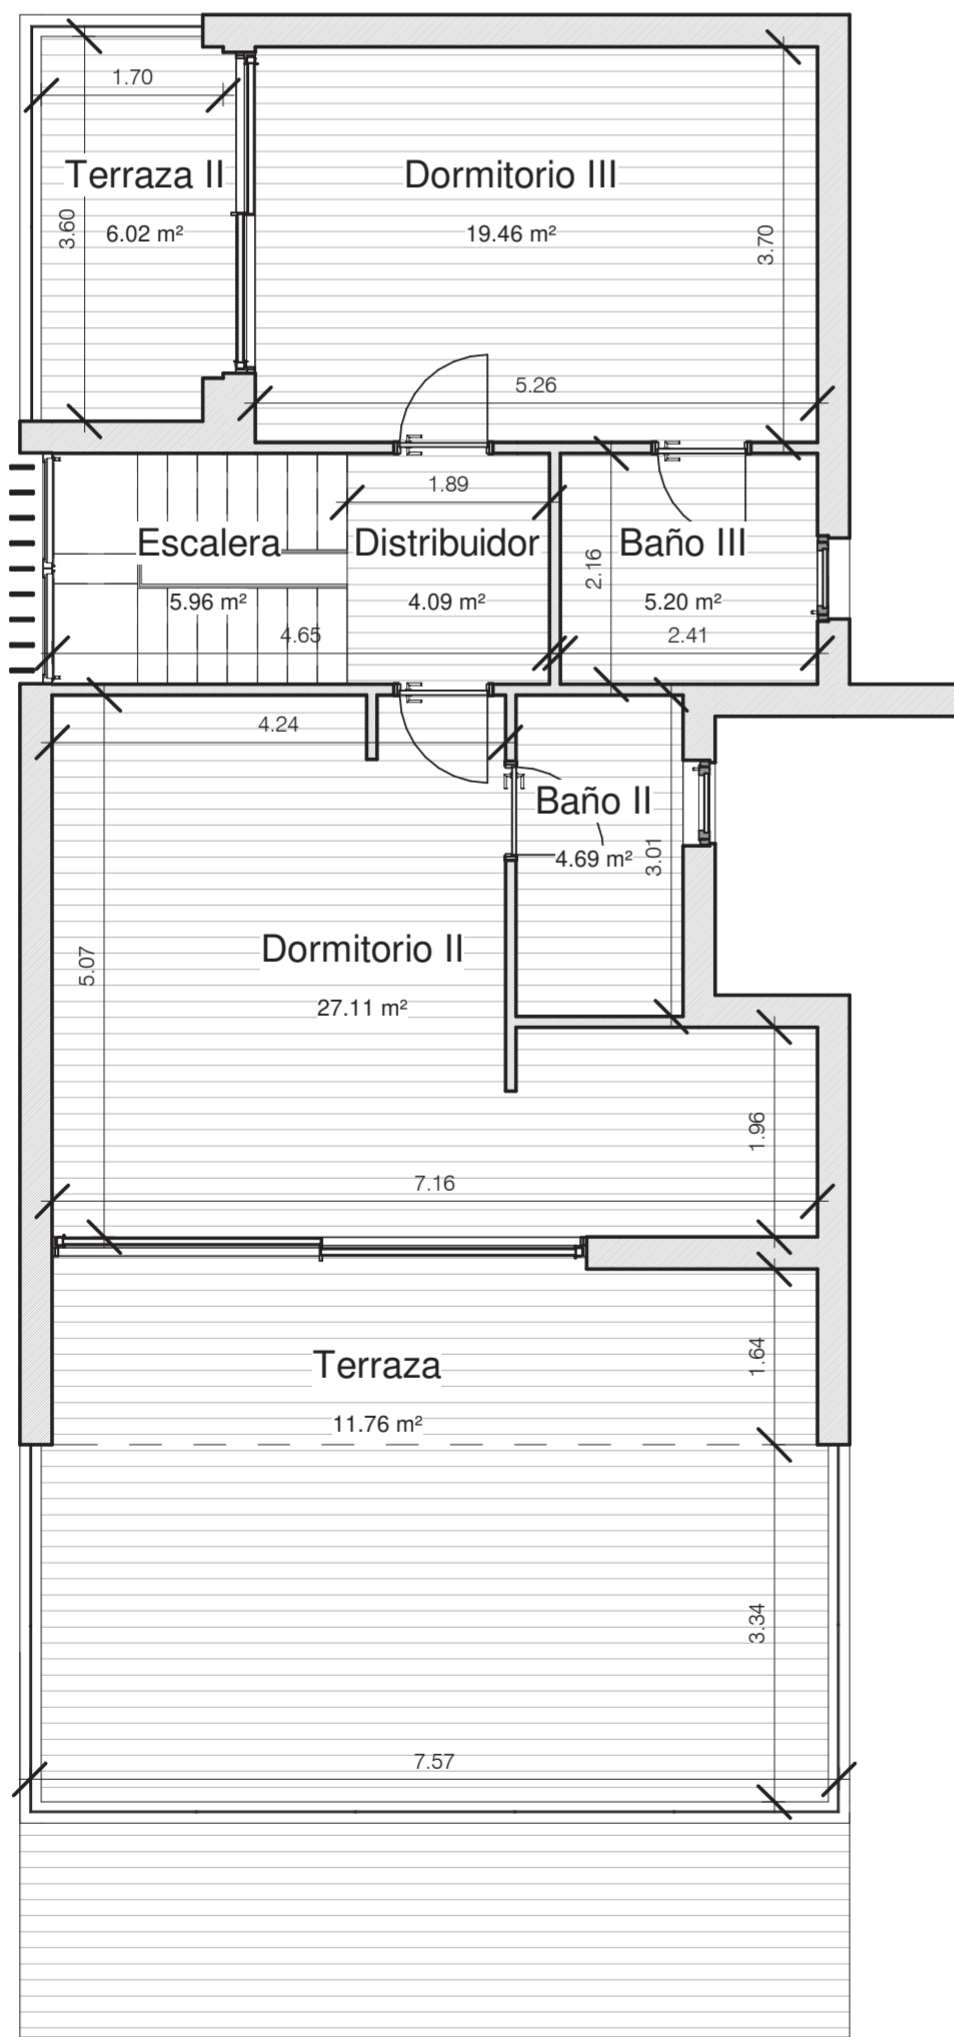 1.70
Terraza II
3.60
6.02 m²
Dormitorio III
19.46 m²
3.70
5.26
1.89
Escalera
5.96 m²
4.65
Distribuidor
4.09 m²
Baño III
2.16
5.20 m²
2.41
4.24
Baño II
4.69 m²
3.01
Dormitorio II
5.07
27.11 m²
1.96
7.16
Terraza
1.64
11.76 m²
3.34
7.57